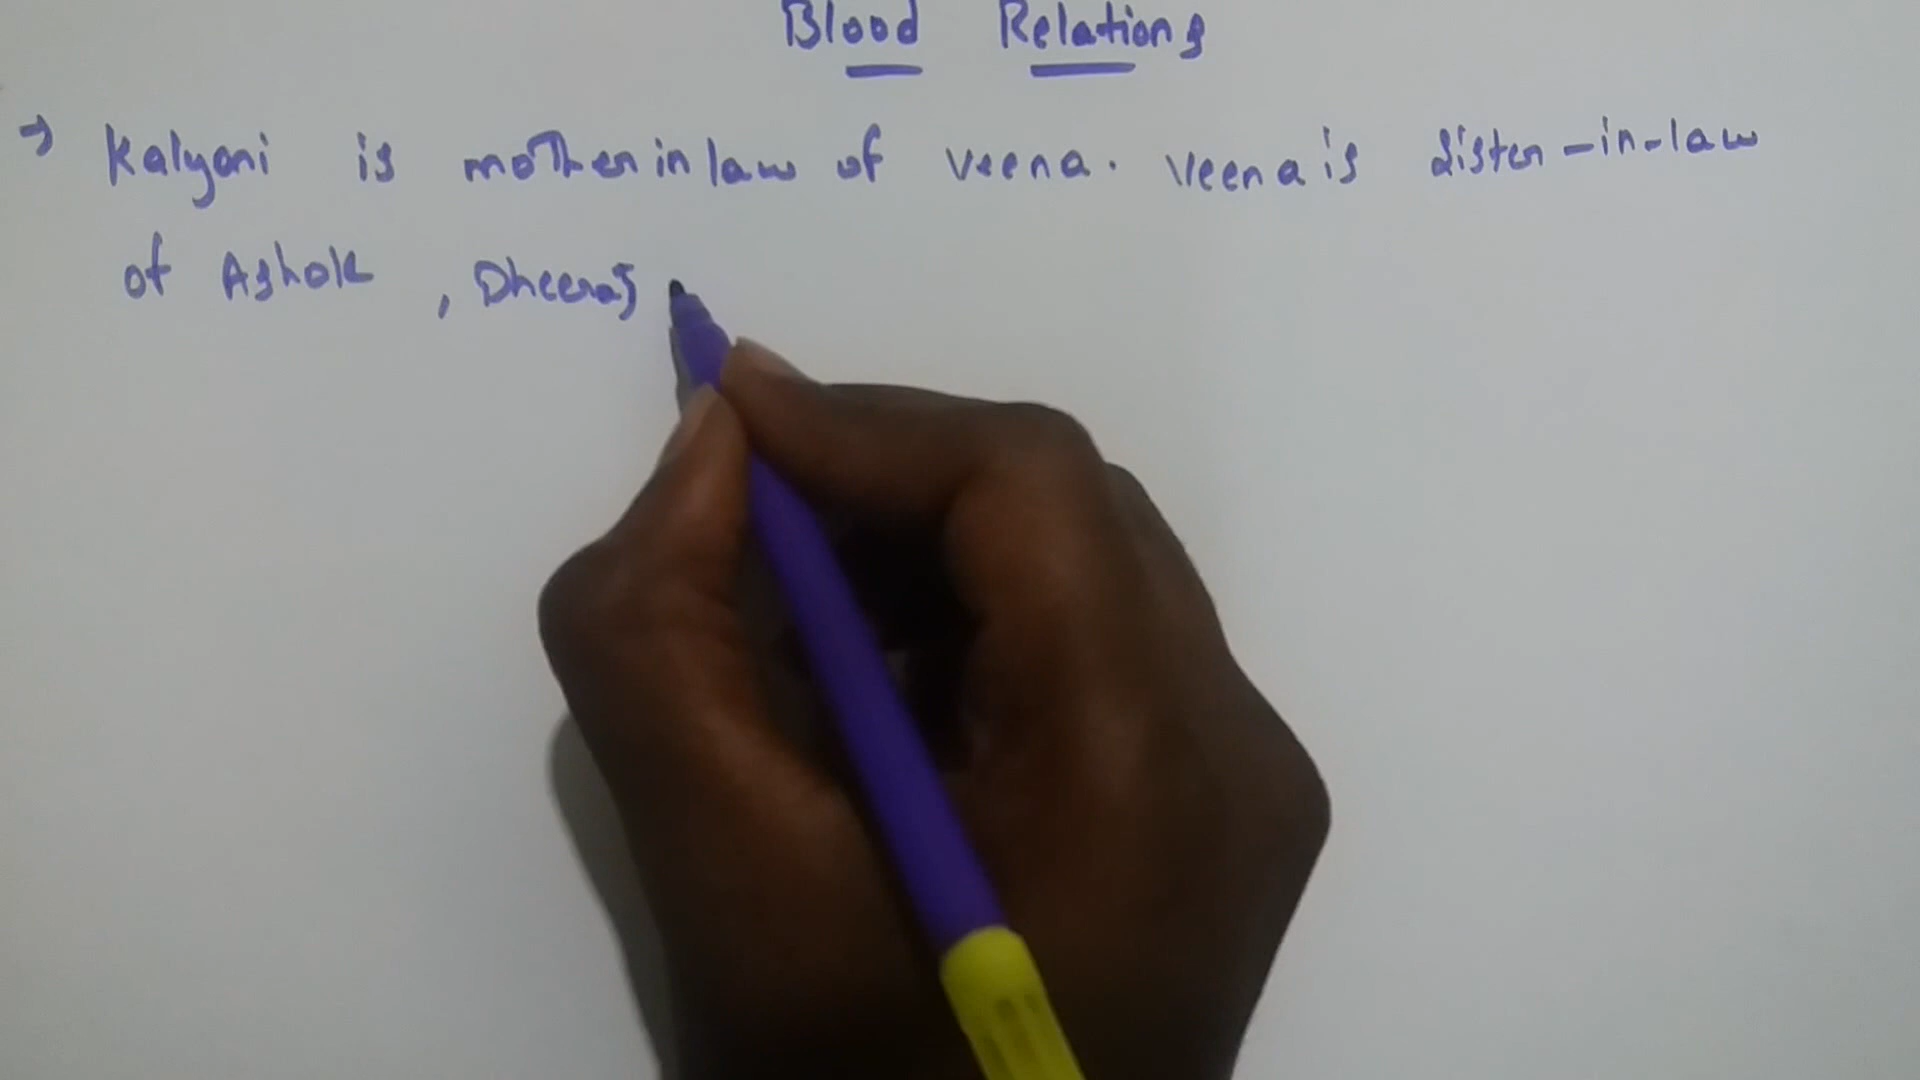 Blood Relations
→ Kalyani is mother in law of veena. veena is sister-in-law
of Ashok, Dheeraj